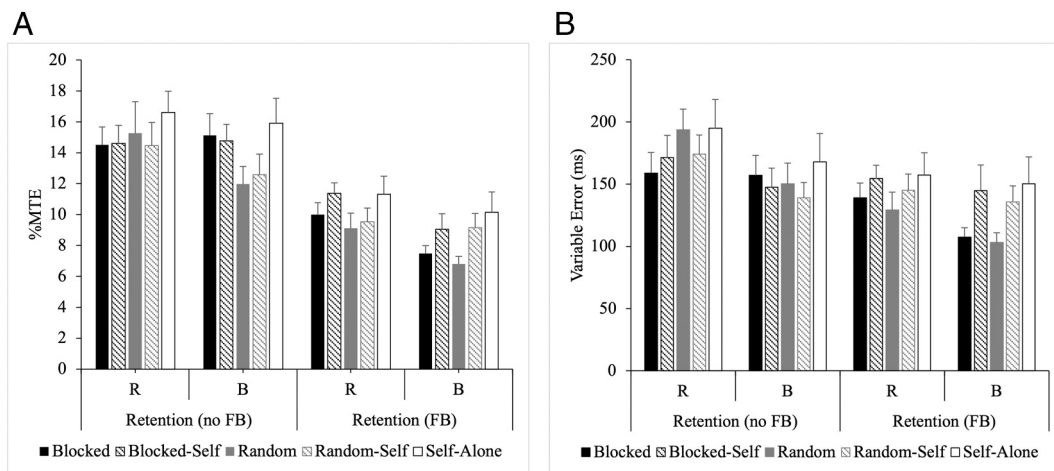 A
20
18
16
14
12
10
8
6
4
2
0
%MTE
R B R B
Retention (no FB) Retention (FB)
Blocked Blocked-Self Random Random-Self Self-Alone
B
250
200
150
100
50
0
Variable Error (ms)
R B R B
Retention (no FB) Retention (FB)
Blocked Blocked-Self Random Random-Self Self-Alone